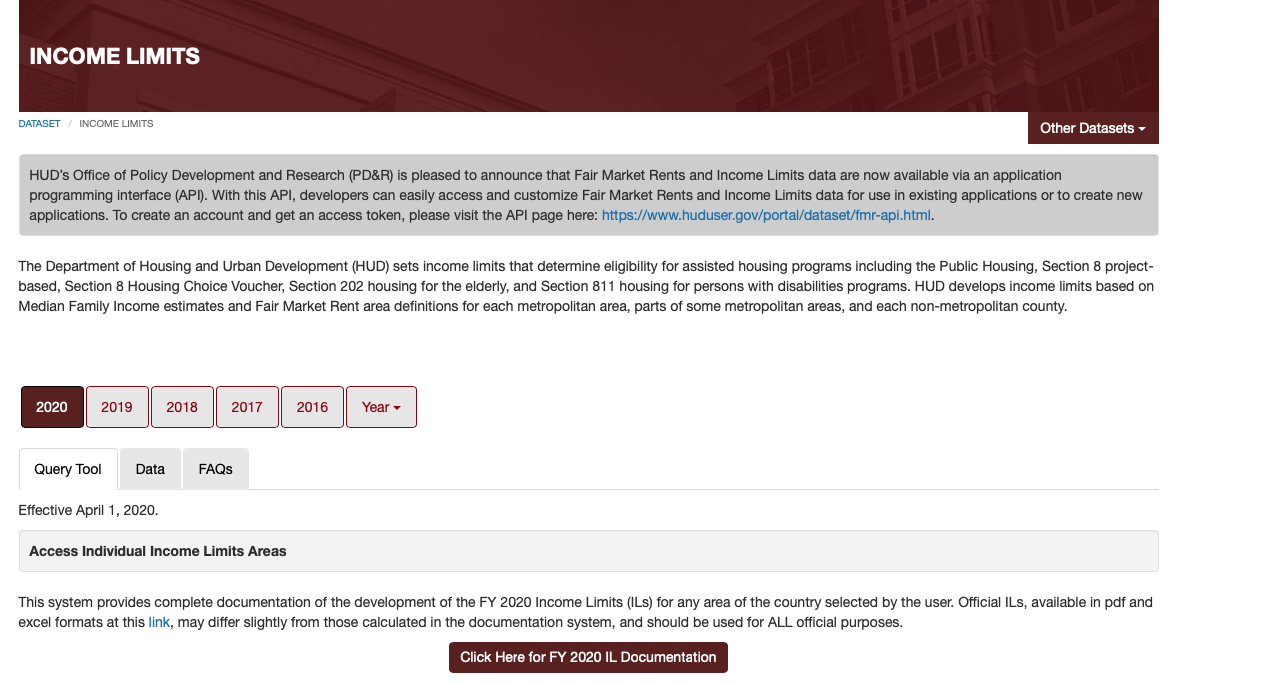 INCOME LIMITS
DATASET / INCOME LIMITS
Other Datasets
HUD's Office of Policy Development and Research (PD&R) is pleased to announce that Fair Market Rents and Income Limits data are now available via an application
programming interface (API). With this API, developers can easily access and customize Fair Market Rents and Income Limits data for use in existing applications or to create new
applications. To create an account and get an access token, please visit the API page here: https://www.huduser.gov/portal/dataset/fmr-api.html.
The Department of Housing and Urban Development (HUD) sets income limits that determine eligibility for assisted housing programs including the Public Housing, Section 8 project-
based, Section 8 Housing Choice Voucher, Section 202 housing for the elderly, and Section 811 housing for persons with disabilities programs. HUD develops income limits based on
Median Family Income estimates and Fair Market Rent area definitions for each metropolitan area, parts of some metropolitan areas, and each non-metropolitan county.
2020 2019 2018 2017 2016 Year
Query Tool Data FAQs
Effective April 1, 2020.
Access Individual Income Limits Areas
This system provides complete documentation of the development of the FY 2020 Income Limits (ILs) for any area of the country selected by the user. Official ILs, available in pdf and
excel formats at this link, may differ slightly from those calculated in the documentation system, and should be used for ALL official purposes.
Click Here for FY 2020 IL Documentation